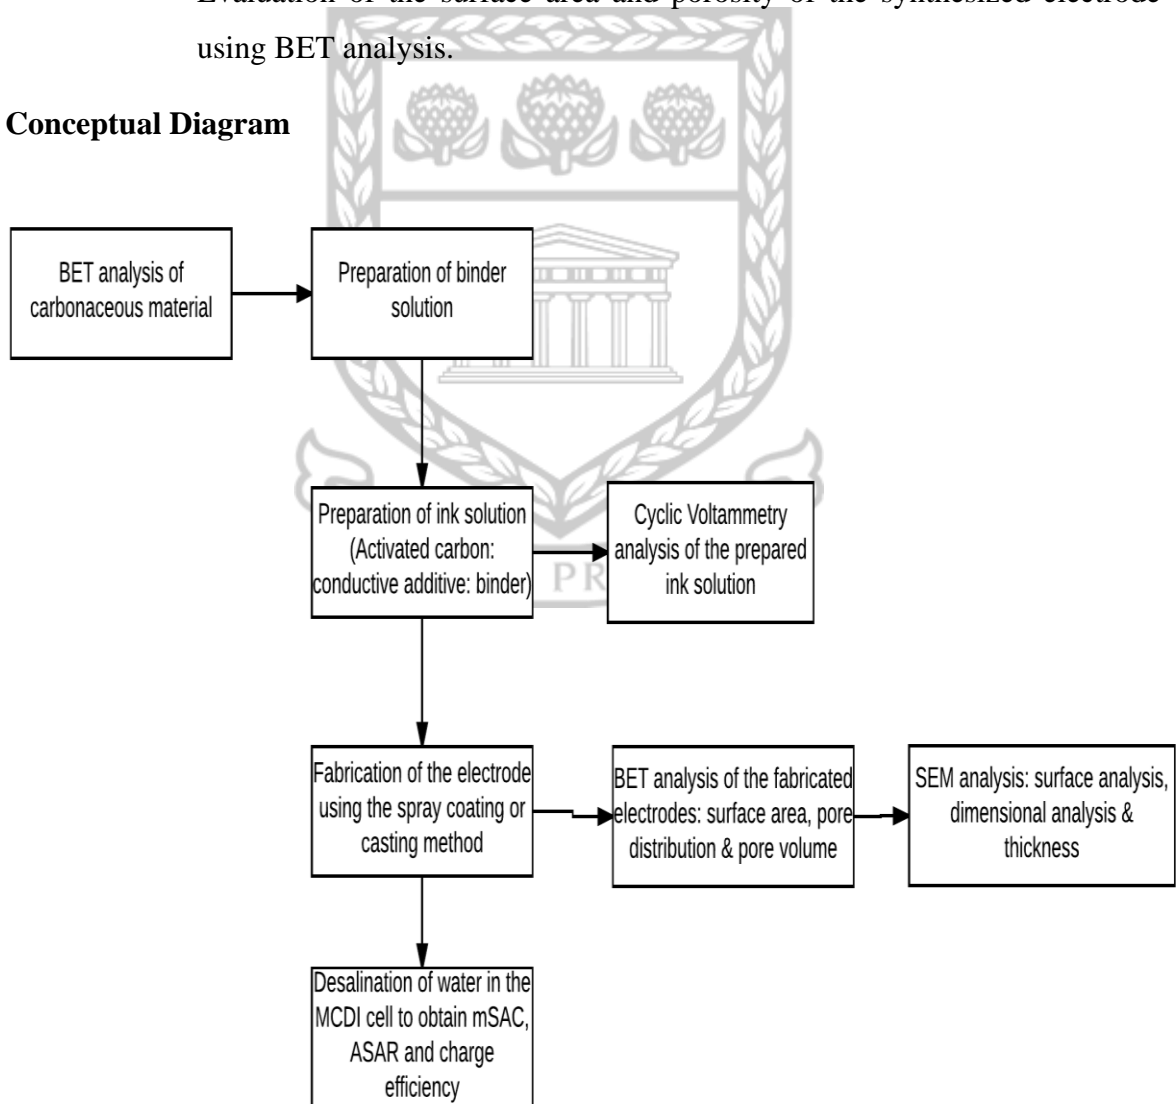 Evaluation of the surface area and porosity of the synthesized electrode
using BET analysis.
Conceptual Diagram
BET analysis of
carbonaceous material
Preparation of binder
solution
Preparation of ink solution
(Activated carbon:
conductive additive: binder)
Cyclic Voltammetry
analysis of the prepared
ink solution
PR
Fabrication of the electrode
using the spray coating or
casting method
BET analysis of the fabricated
electrodes: surface area, pore
distribution & pore volume
SEM analysis: surface analysis,
dimensional analysis &
thickness
Desalination of water in the
MCDI cell to obtain mSAC,
ASAR and charge
efficiency